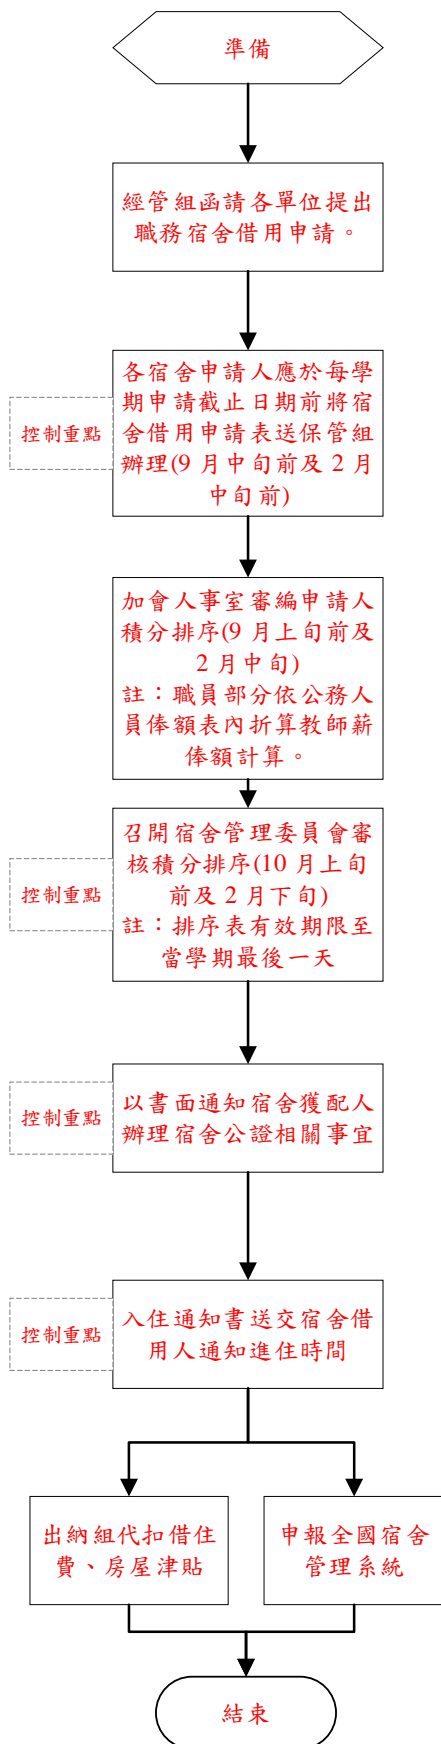 準備
經管組函請各單位提出
職務宿舍借用申請。
各宿舍申請人應於每學
期申請截止日期前將宿
舍借用申請表送保管組
辦理(9 月中旬前及 2 月
中旬前)
控制重點
加會人事室審編申請人
積分排序(9 月上旬前及
2 月中旬)
註：職員部分依公務人
員俸額表內折算教師薪
俸額計算。
召開宿舍管理委員會審
核積分排序(10 月上旬
前及 2 月下旬)
註：排序表有效期限至
當學期最後一天
控制重點
以書面通知宿舍獲配人
辦理宿舍公證相關事宜
控制重點
入住通知書送交宿舍借
用人通知進住時間
控制重點
出納組代扣借住
費、房屋津貼
申報全國宿舍
管理系統
結束